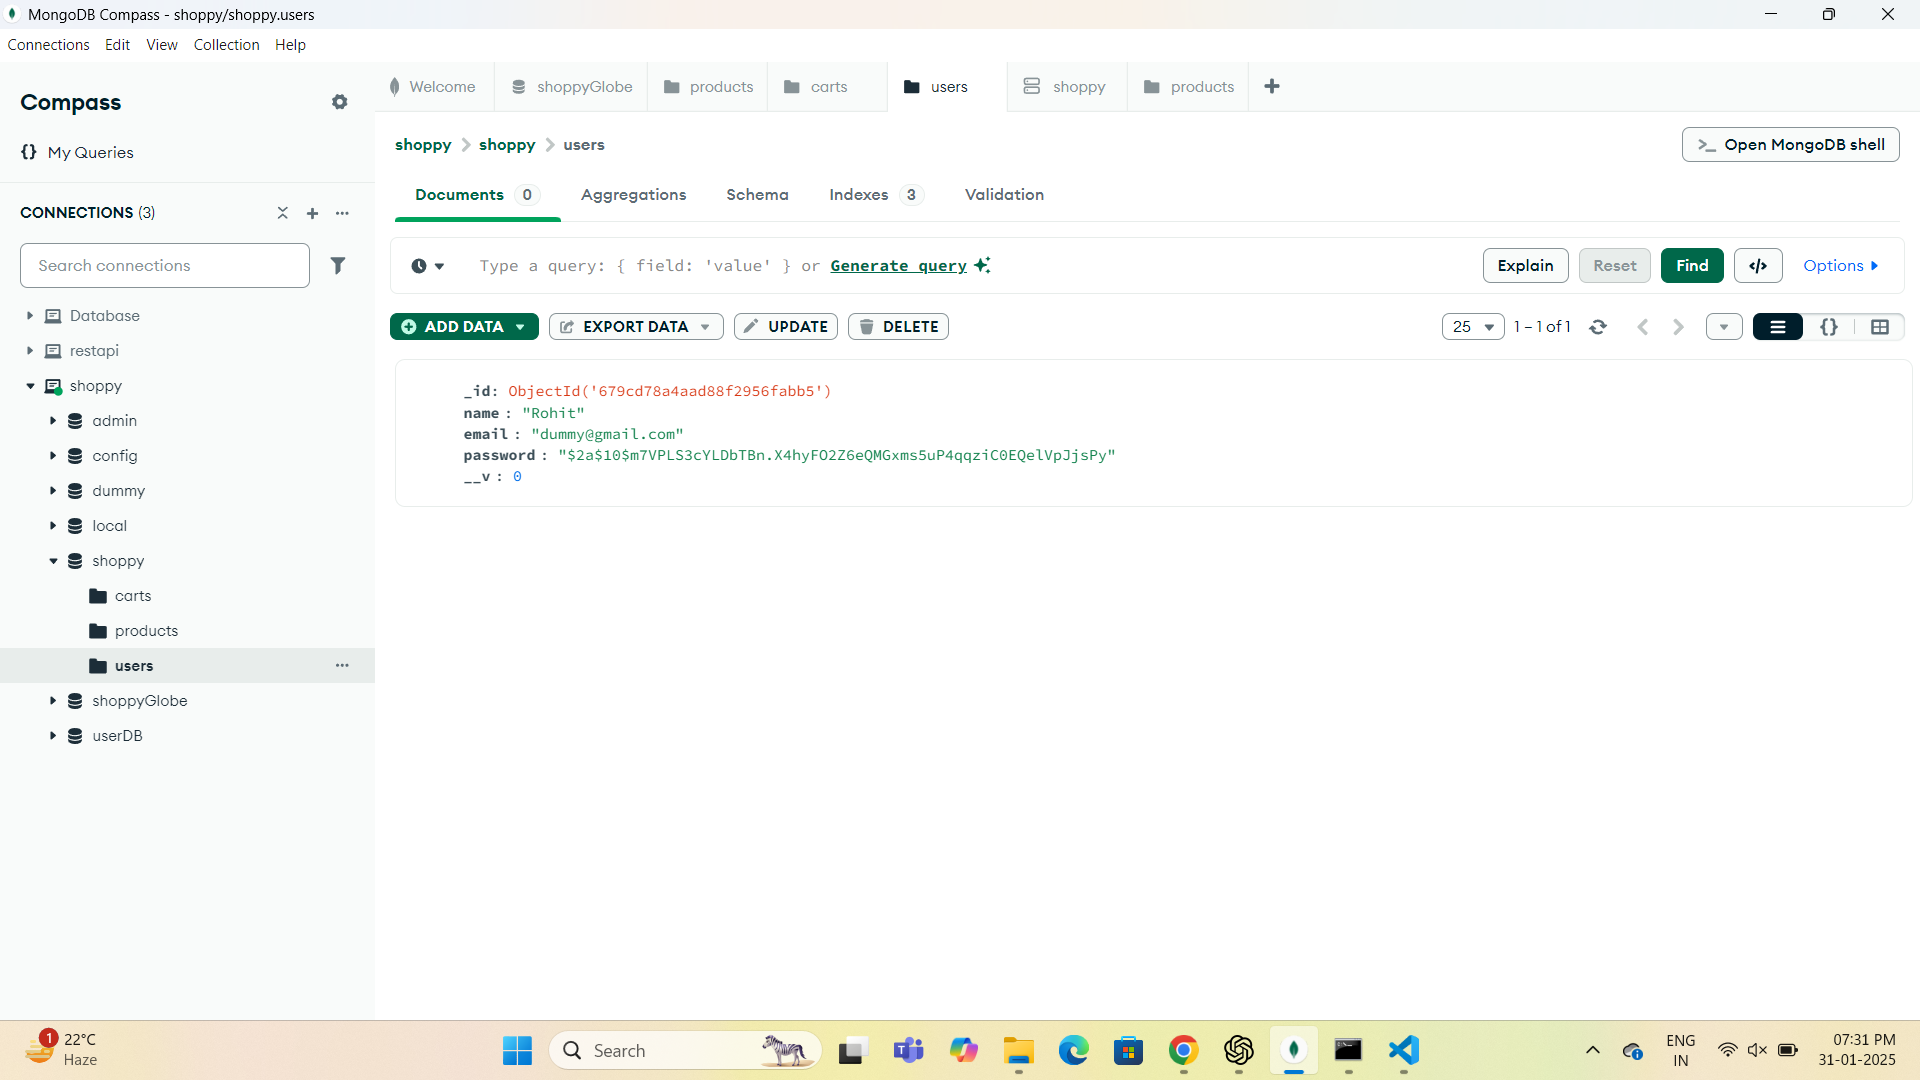 MongoDB Compass - shoppy/shoppy.users
Connections Edit View Collection Help
Compass
My Queries
CONNECTIONS (3)
Search connections
Database
restapi
shoppy
admin
config
dummy
local
shoppy
carts
products
users
shoppyGlobe
userDB
Welcome shoppyGlobe products carts users shoppy products
shoppy > shoppy > users
>_ Open MongoDB shell
Documents 0 Aggregations Schema Indexes 3 Validation
Type a query: { field: 'value' } or Generate query
Explain Reset Find </> Options
ADD DATA EXPORT DATA UPDATE DELETE
25 1 – 1 of 1 {}
_id: ObjectId('679cd78a4aad88f2956fabb5')
name : "Rohit"
email : "dummy@gmail.com"
password : "$2a$10$m7VPLS3cYLDbTBn.X4hyFO2Z6eQMGxms5uP4qqziC0EQelVpJjsPy"
__v : 0
1
22°C
Haze
Search
ENG
IN
07:31 PM
31-01-2025